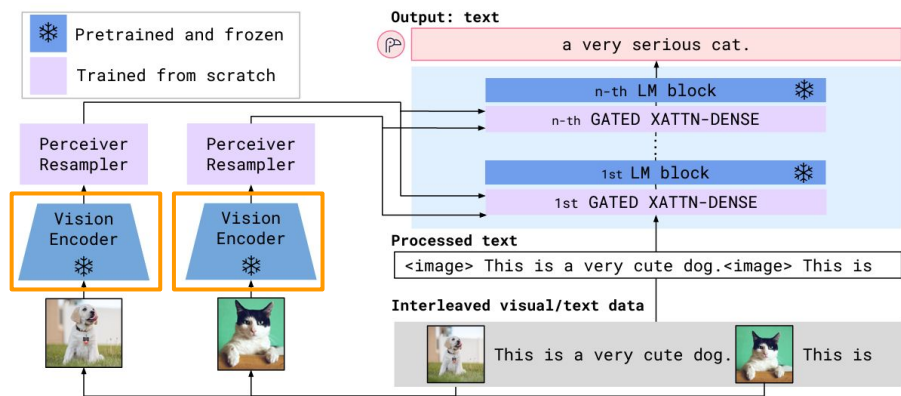 Pretrained and frozen
Trained from scratch
Perceiver
Resampler
Perceiver
Resampler
Vision
Encoder
Vision
Encoder
Output: text
a very serious cat.
n-th LM block
n-th GATED XATTN-DENSE
1st LM block
1st GATED XATTN-DENSE
Processed text
<image> This is a very cute dog.<image> This is
Interleaved visual/text data
This is a very cute dog. This is